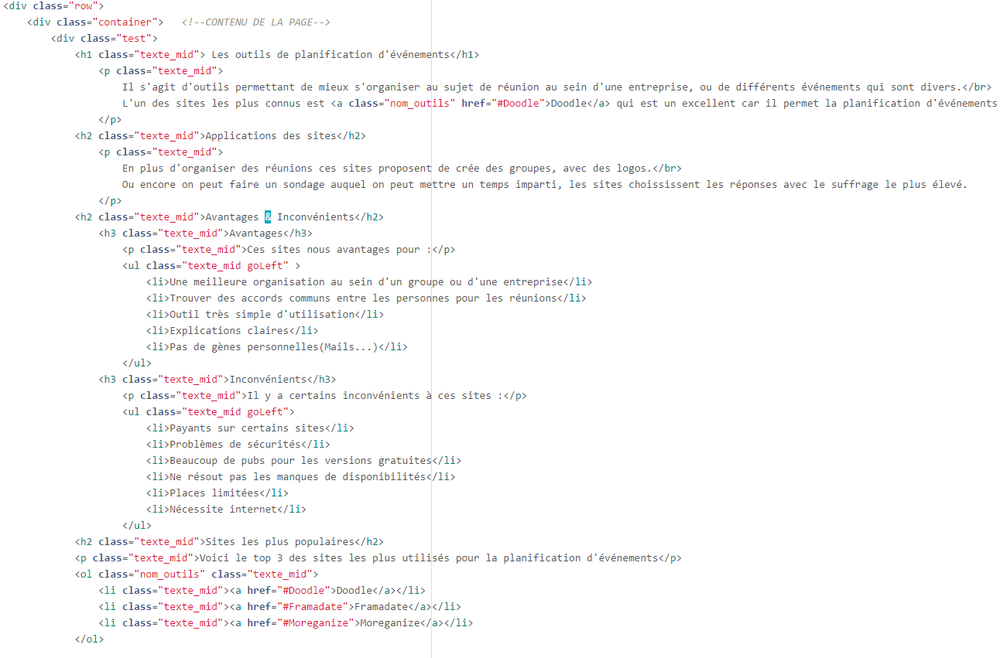 <div class="row">
<div class="container"> <!--CONTENU DE LA PAGE-->
<div class="test">
<h1 class="texte_mid"> Les outils de planification d'événements</h1>
<p class="texte_mid">
Il s'agit d'outils permettant de mieux s'organiser au sujet de réunion au sein d'une entreprise, ou de différents événements qui sont divers.</br>
L'un des sites les plus connus est <a class="nom_outils" href="#Doodle">Doodle</a> qui est un excellent car il permet la planification d'événements
</p>
<h2 class="texte_mid">Applications des sites</h2>
<p class="texte_mid">
En plus d'organiser des réunions ces sites proposent de crée des groupes, avec des logos.</br>
Ou encore on peut faire un sondage auquel on peut mettre un temps imparti, les sites choississent les réponses avec le suffrage le plus élevé.
</p>
<h2 class="texte_mid">Avantages & Inconvénients</h2>
<h3 class="texte_mid">Avantages</h3>
<p class="texte_mid">Ces sites nous avantages pour :</p>
<ul class="texte_mid goLeft" >
<li>Une meilleure organisation au sein d'un groupe ou d'une entreprise</li>
<li>Trouver des accords communs entre les personnes pour les réunions</li>
<li>Outil très simple d'utilisation</li>
<li>Explications claires</li>
<li>Pas de gènes personnelles(Mails...)</li>
</ul>
<h3 class="texte_mid">Inconvénients</h3>
<p class="texte_mid">Il y a certains inconvénients à ces sites :</p>
<ul class="texte_mid goLeft">
<li>Payants sur certains sites</li>
<li>Problèmes de sécurités</li>
<li>Beaucoup de pubs pour les versions gratuites</li>
<li>Ne résout pas les manques de disponibilités</li>
<li>Places limitées</li>
<li>Nécessite internet</li>
</ul>
<h2 class="texte_mid">Sites les plus populaires</h2>
<p class="texte_mid">Voici le top 3 des sites les plus utilisés pour la planification d'événements</p>
<ol class="nom_outils" class="texte_mid">
<li class="texte_mid"><a href="#Doodle">Doodle</a></li>
<li class="texte_mid"><a href="#Framadate">Framadate</a></li>
<li class="texte_mid"><a href="#Moreganize">Moreganize</a></li>
</ol>